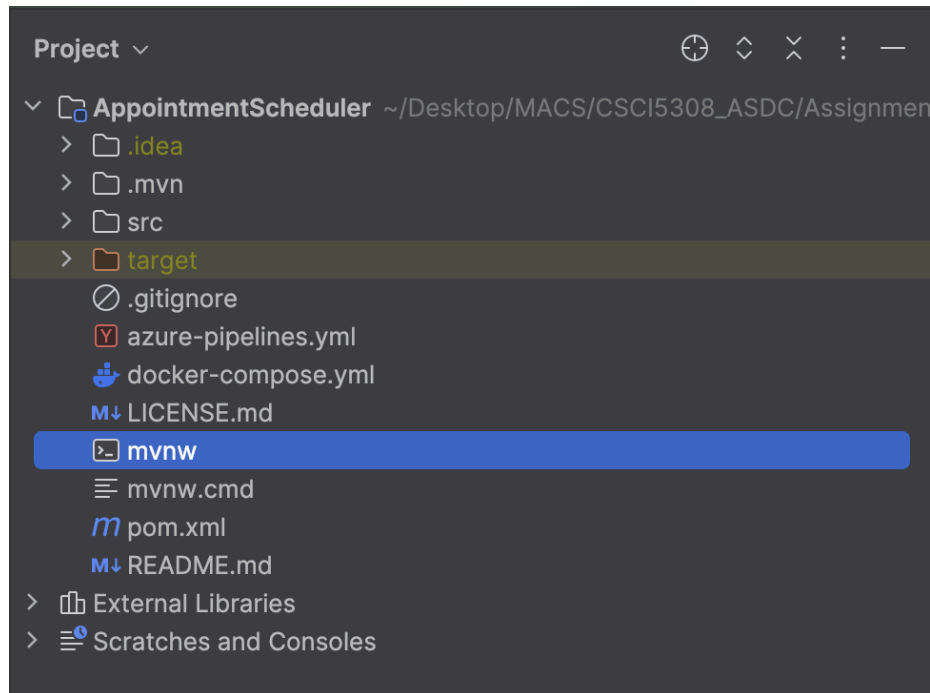 Project
AppointmentScheduler ~/Desktop/MACS/CSCI5308_ASDC/Assignmen
.idea
.mvn
src
target
.gitignore
Y azure-pipelines.yml
docker-compose.yml
M↓ LICENSE.md
mvnw
mvnw.cmd
m pom.xml
M↓ README.md
External Libraries
Scratches and Consoles